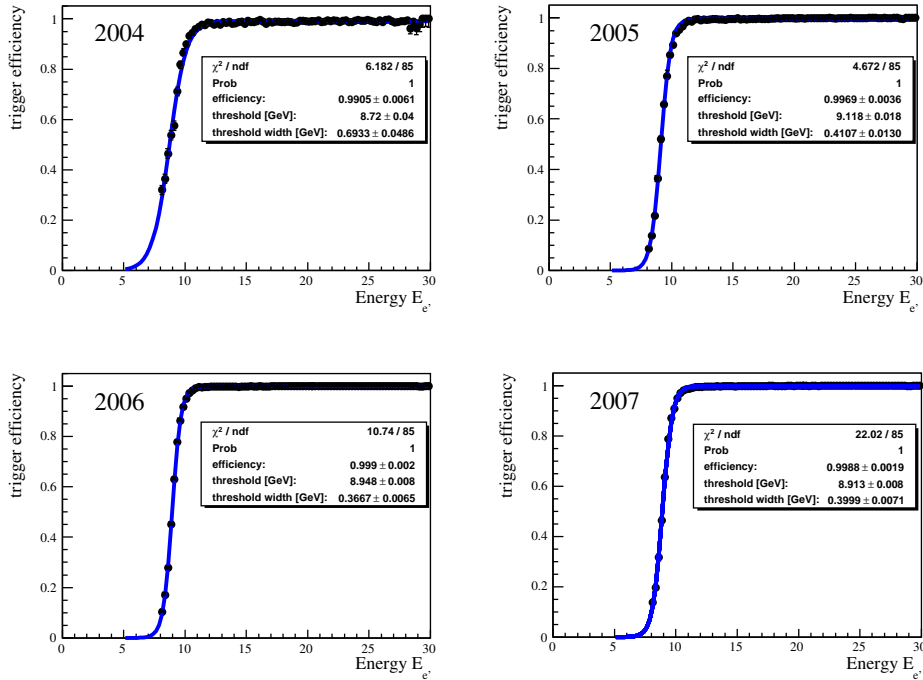 2004
trigger efficiency
1
0.8
0.6
0.4
0.2
0
χ² / ndf 6.182 / 85
Prob 1
efficiency: 0.9905 ± 0.0061
threshold [GeV]: 8.72 ± 0.04
threshold width [GeV]: 0.6933 ± 0.0486
0 5 10 15 20 25 30
Energy E_e'
2005
trigger efficiency
1
0.8
0.6
0.4
0.2
0
χ² / ndf 4.672 / 85
Prob 1
efficiency: 0.9969 ± 0.0036
threshold [GeV]: 9.118 ± 0.018
threshold width [GeV]: 0.4107 ± 0.0130
0 5 10 15 20 25 30
Energy E_e'
2006
trigger efficiency
1
0.8
0.6
0.4
0.2
0
χ² / ndf 10.74 / 85
Prob 1
efficiency: 0.999 ± 0.002
threshold [GeV]: 8.948 ± 0.008
threshold width [GeV]: 0.3667 ± 0.0065
0 5 10 15 20 25 30
Energy E_e'
2007
trigger efficiency
1
0.8
0.6
0.4
0.2
0
χ² / ndf 22.02 / 85
Prob 1
efficiency: 0.9988 ± 0.0019
threshold [GeV]: 8.913 ± 0.008
threshold width [GeV]: 0.3999 ± 0.0071
0 5 10 15 20 25 30
Energy E_e'